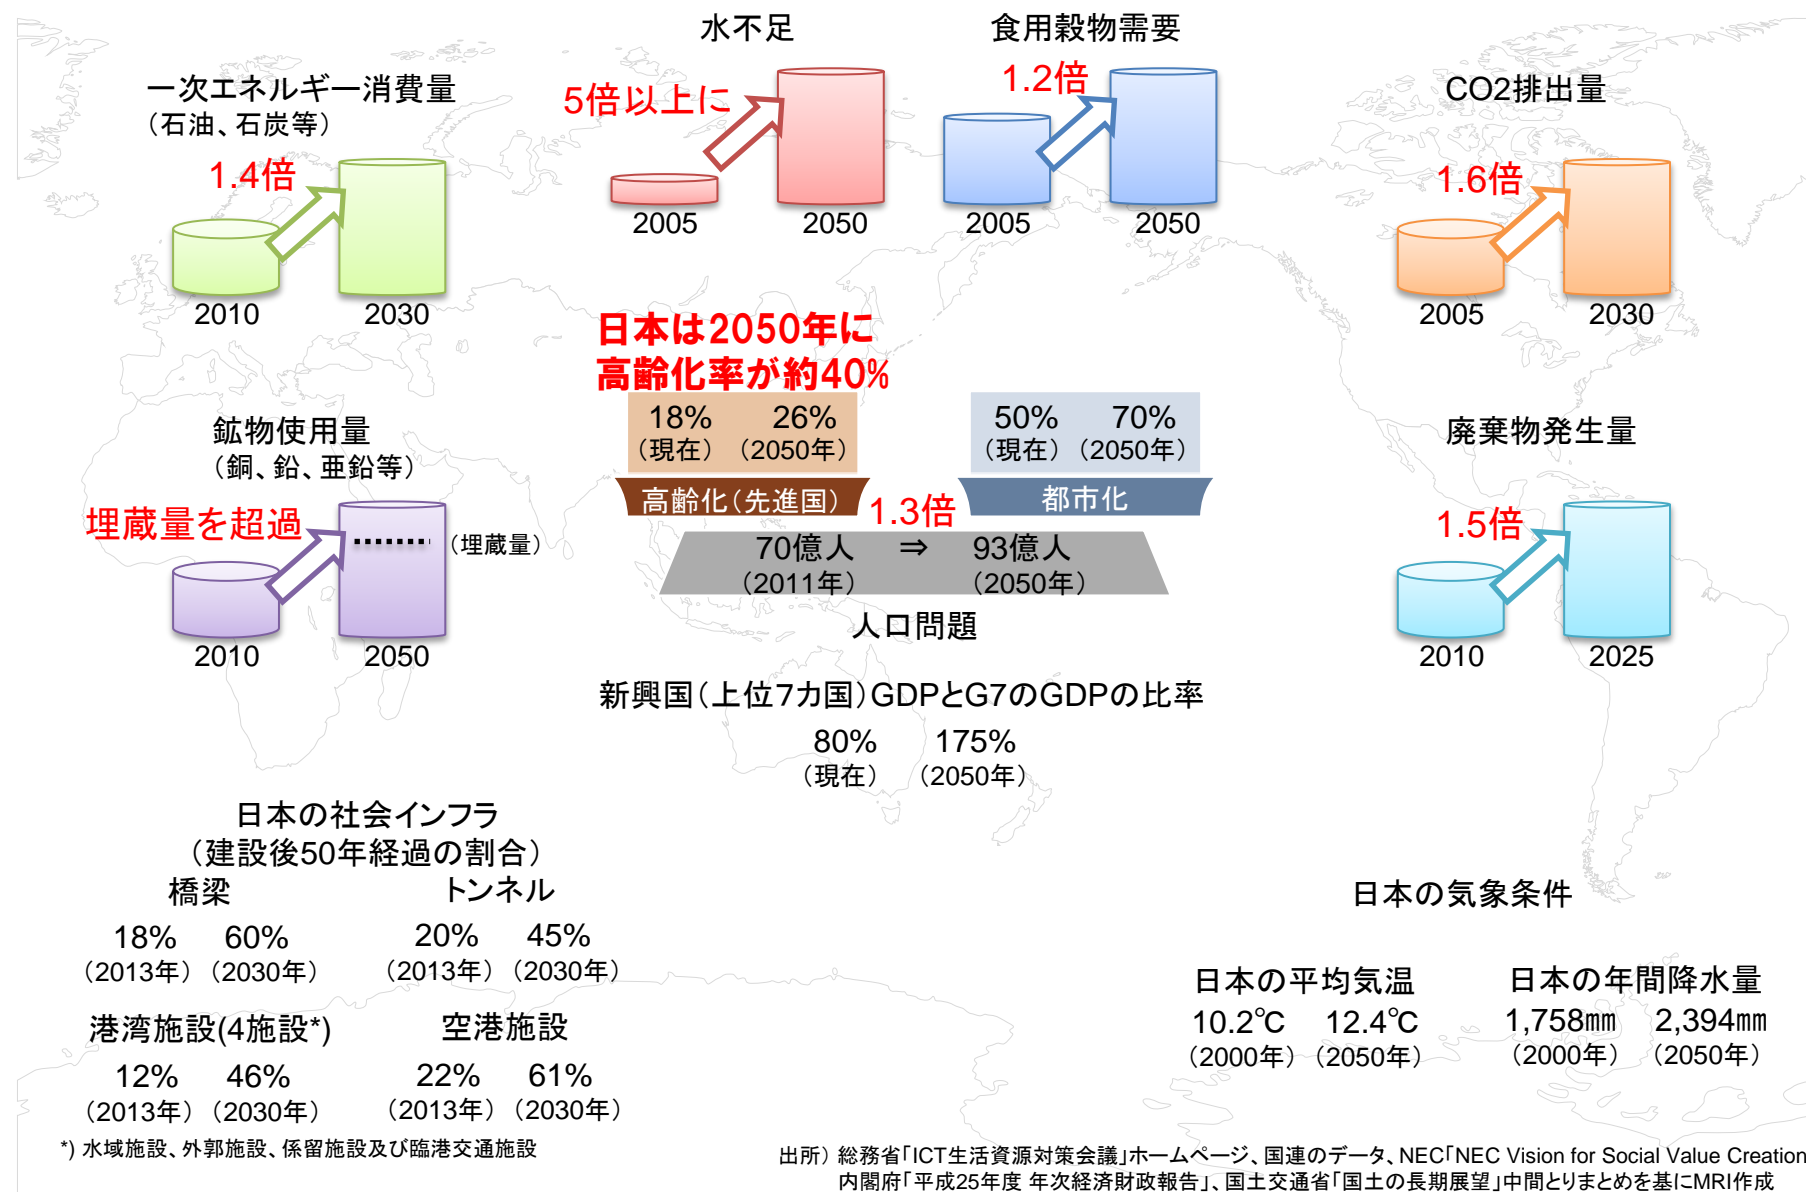 水不足
5倍以上に
2005 2050
食用穀物需要
1.2倍
2005 2050
一次エネルギー消費量
（石油、石炭等）
1.4倍
2010 2030
CO2排出量
1.6倍
2005 2030
日本は2050年に
高齢化率が約40%
18% 26%
（現在） （2050年）
高齢化（先進国）
50% 70%
（現在） （2050年）
都市化
1.3倍
70億人 ⇒ 93億人
（2011年） （2050年）
人口問題
鉱物使用量
（銅、鉛、亜鉛等）
埋蔵量を超過
（埋蔵量）
2010 2050
廃棄物発生量
1.5倍
2010 2025
新興国（上位7カ国）GDPとG7のGDPの比率
80% 175%
（現在） （2050年）
日本の社会インフラ
（建設後50年経過の割合）
橋梁
18% 60%
（2013年）（2030年）
トンネル
20% 45%
（2013年）（2030年）
港湾施設(4施設*)
12% 46%
（2013年）（2030年）
空港施設
22% 61%
（2013年）（2030年）
*) 水域施設、外郭施設、係留施設及び臨港交通施設
日本の気象条件
日本の平均気温
10.2℃ 12.4℃
（2000年）（2050年）
日本の年間降水量
1,758㎜ 2,394㎜
（2000年） （2050年）
出所） 総務省「ICT生活資源対策会議」ホームページ、国連のデータ、NEC「NEC Vision for Social Value Creation
内閣府「平成25年度 年次経済財政報告」、国土交通省「国土の長期展望」中間とりまとめを基にMRI作成